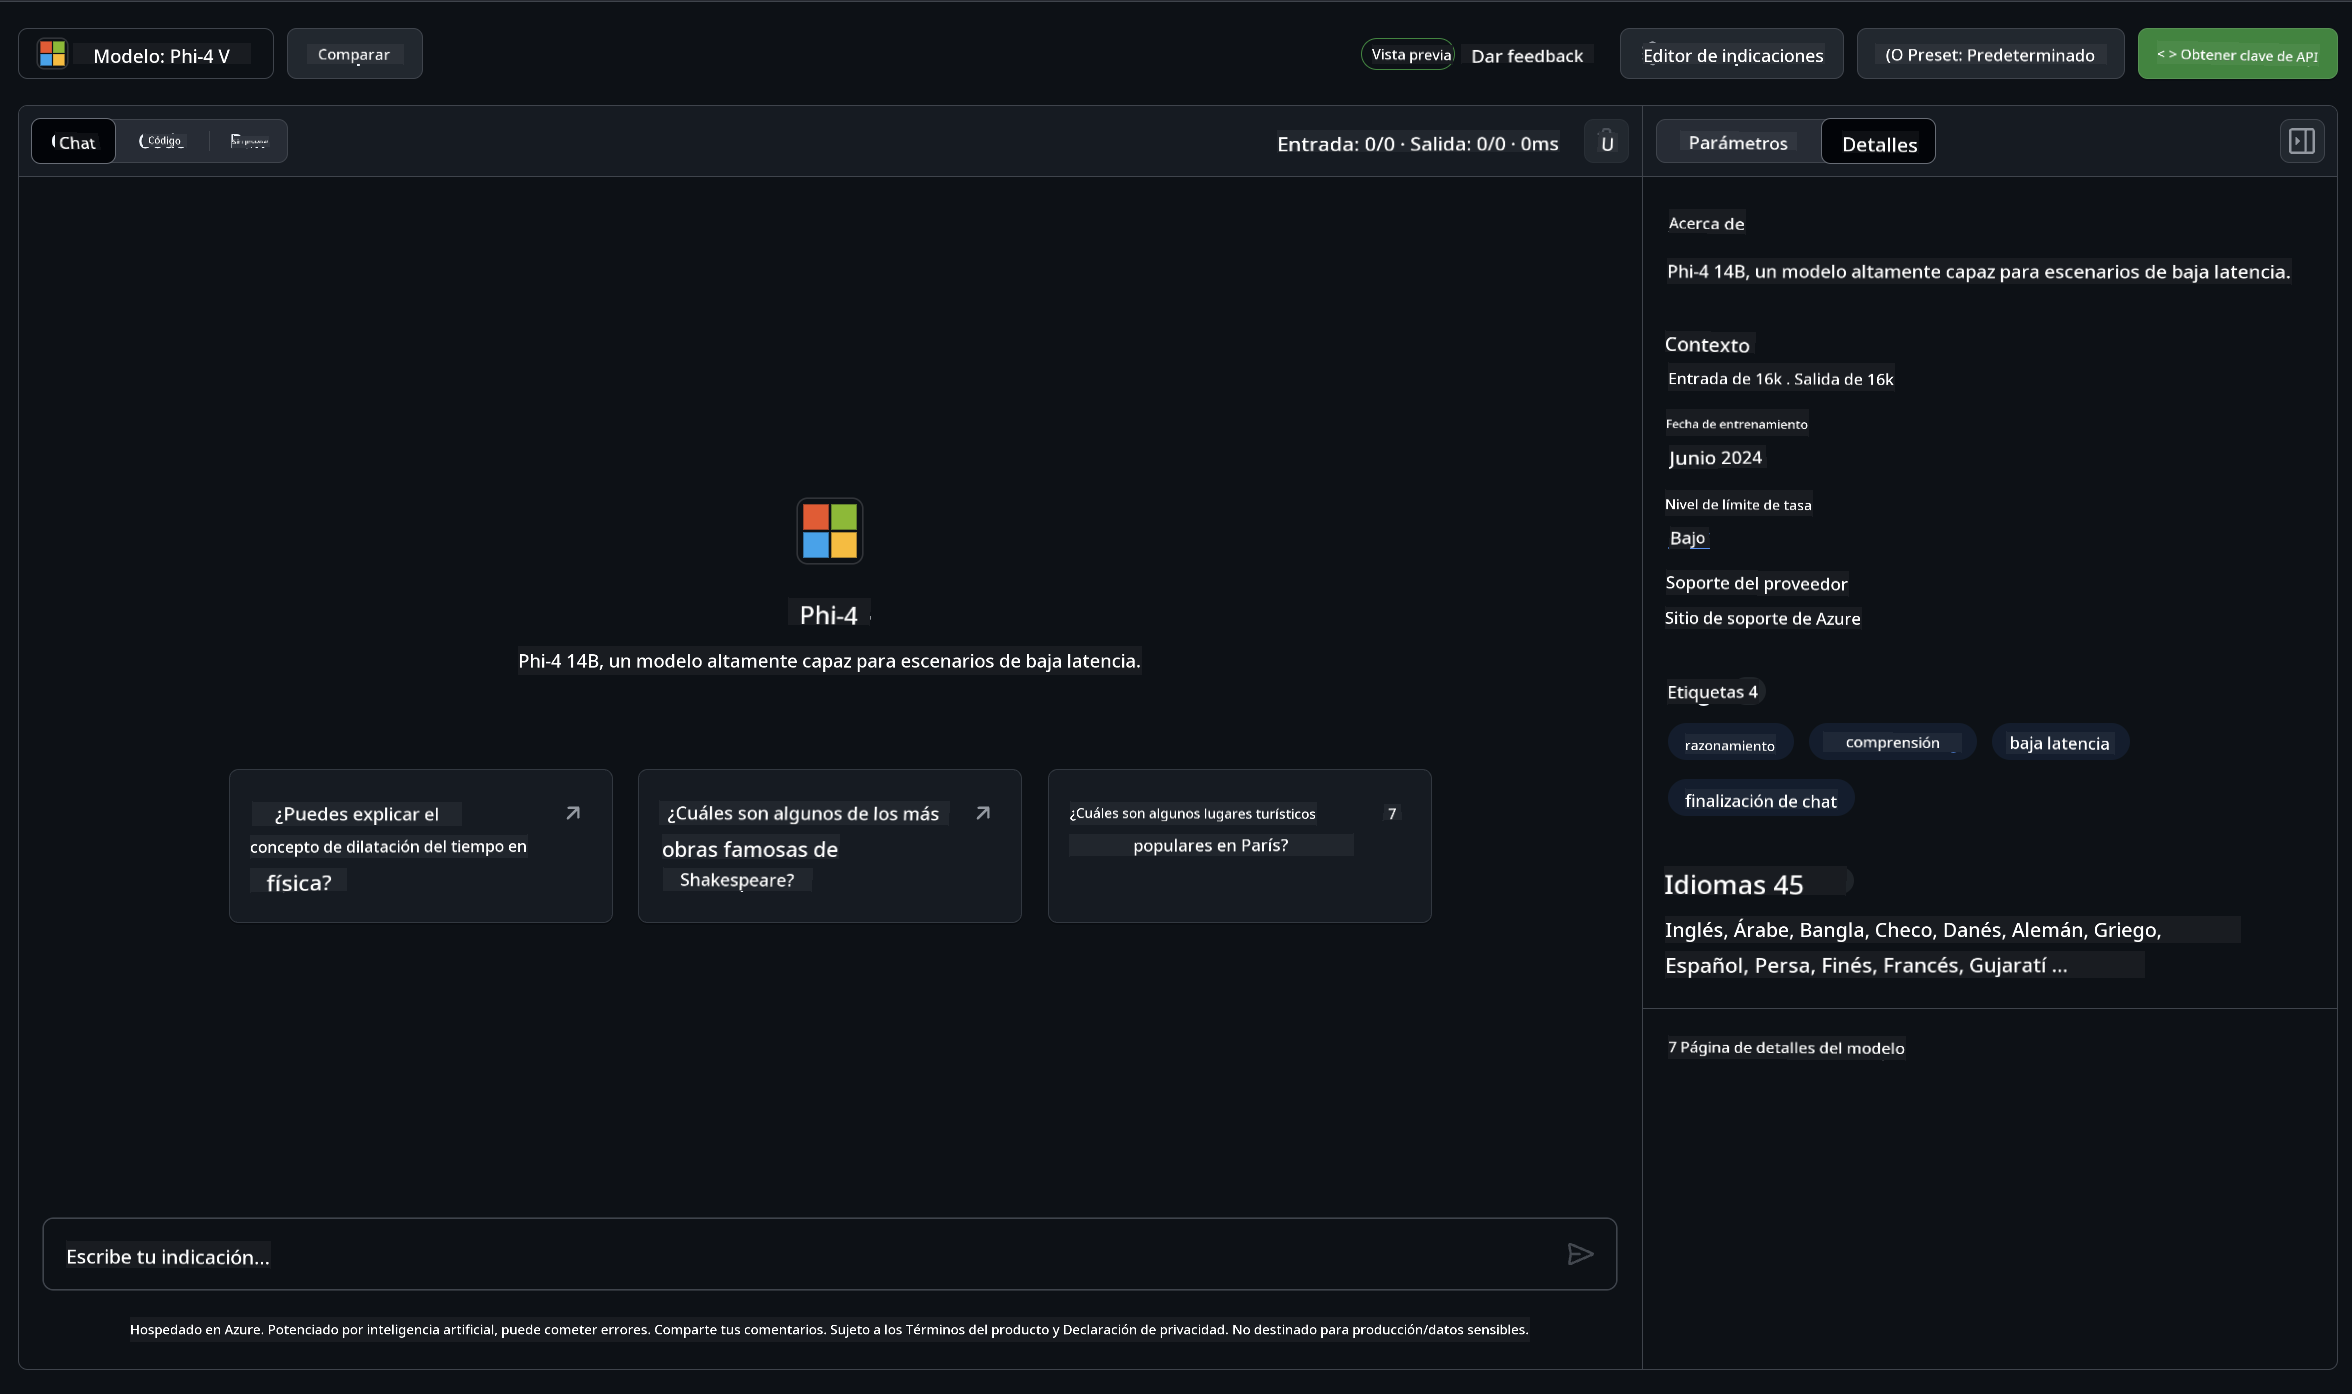 Modelo: Phi-4 V
Comparar
Vista previa
Dar feedback
Editor de indicaciones
(O Preset: Predeterminado
< > Obtener clave de API
Chat
Código
Entrada: 0/0 · Salida: 0/0 · 0ms
U
Parámetros
Detalles
Phi-4
Phi-4 14B, un modelo altamente capaz para escenarios de baja latencia.
¿Puedes explicar el
concepto de dilatación del tiempo en
física?
¿Cuáles son algunos de los más
obras famosas de
Shakespeare?
¿Cuáles son algunos lugares turísticos 7
populares en París?
Escribe tu indicación...
Hospedado en Azure. Potenciado por inteligencia artificial, puede cometer errores. Comparte tus comentarios. Sujeto a los Términos del producto y Declaración de privacidad. No destinado para producción/datos sensibles.
Acerca de
Phi-4 14B, un modelo altamente capaz para escenarios de baja latencia.
Contexto
Entrada de 16k . Salida de 16k
Fecha de entrenamiento
Junio 2024
Nivel de límite de tasa
Bajo
Soporte del proveedor
Sitio de soporte de Azure
Etiquetas 4
razonamiento
comprensión
baja latencia
finalización de chat
Idiomas 45
Inglés, Árabe, Bangla, Checo, Danés, Alemán, Griego,
Español, Persa, Finés, Francés, Gujaratí ...
7 Página de detalles del modelo